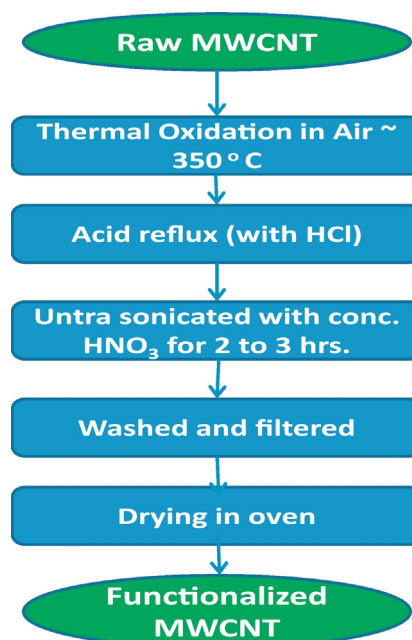 Raw MWCNT
Thermal Oxidation in Air ~
350 ° C
Acid reflux (with HCl)
Untra sonicated with conc.
HNO₃ for 2 to 3 hrs.
Washed and filtered
Drying in oven
Functionalized
MWCNT